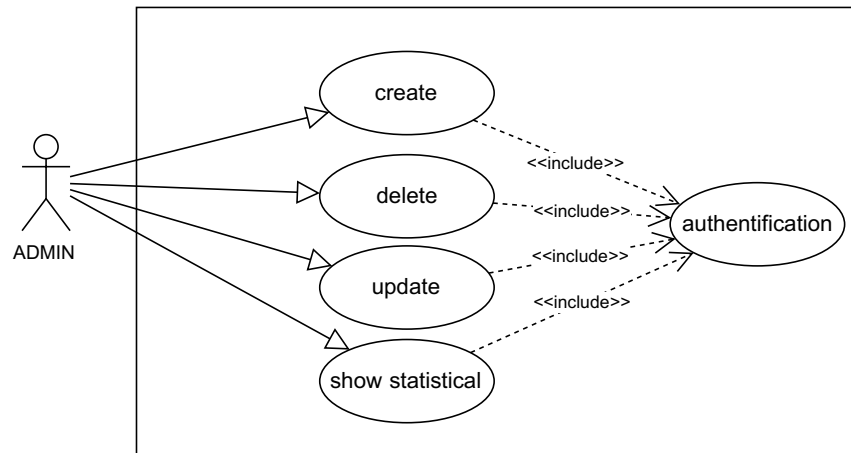 create
<<include>>
delete
<<include>>
authentification
ADMIN
<<include>>
update
<<include>>
show statistical